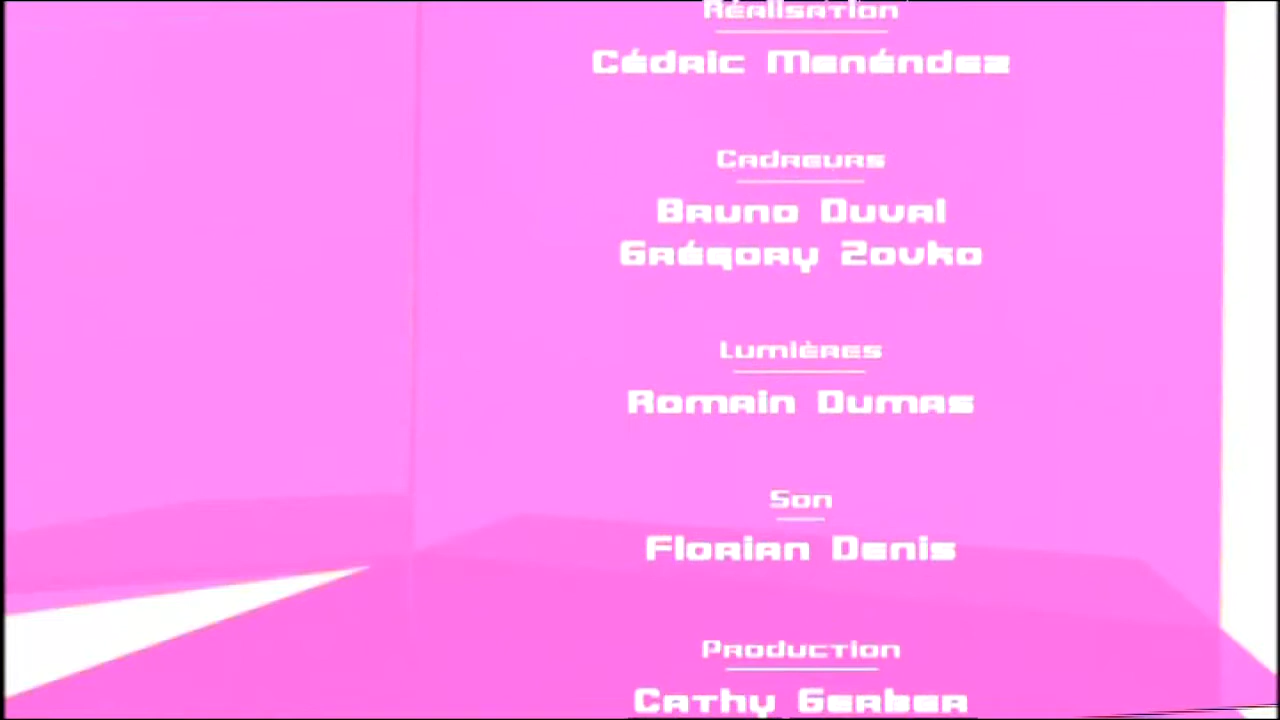 Réalisation
Cédric Menéndez
Cadreurs
Bruno Duval
Grégory Zovko
Lumières
Romain Dumas
Son
Florian Denis
Production
Cathy Gerber